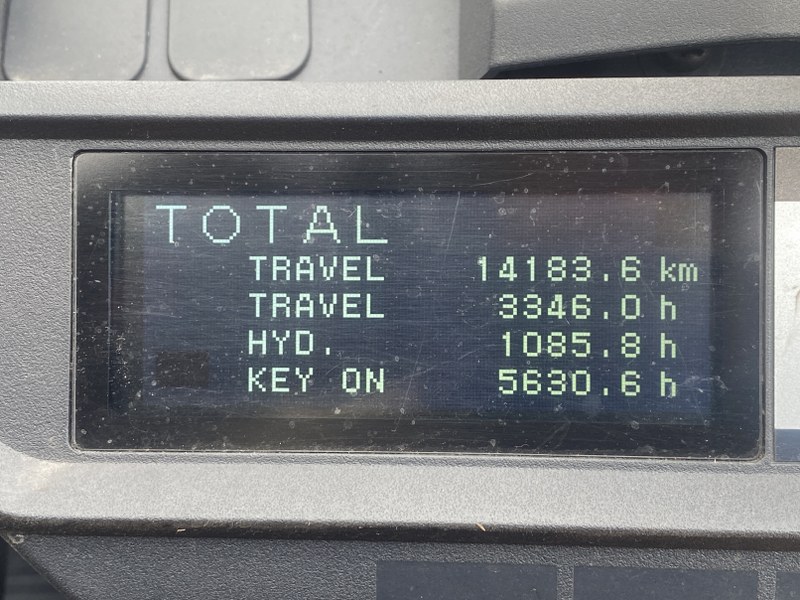 TOTAL
TRAVEL 14183.6 km
TRAVEL 3346.0 h
HYD. 1085.8 h
KEY ON 5630.6 h